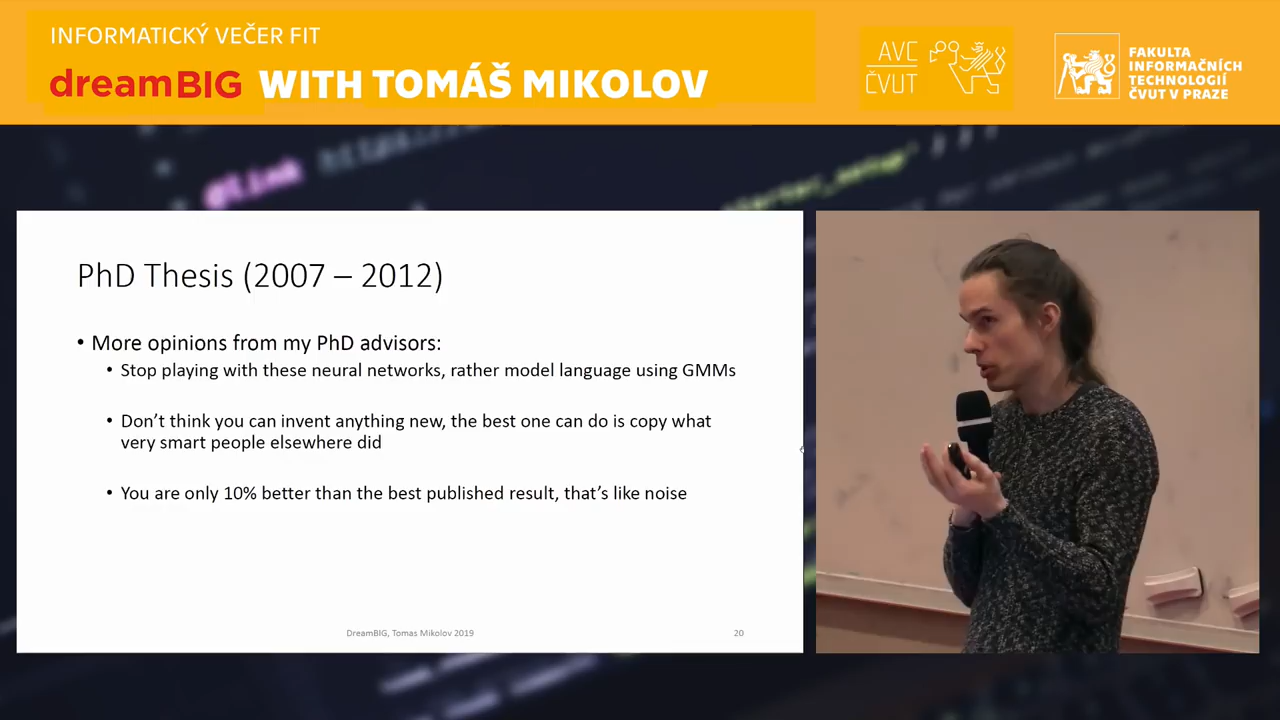 INFORMATICKÝ VEČER FIT
dreamBIG WITH TOMÁŠ MIKOLOV
AVC
ČVUT
FAKULTA
INFORMAČNÍCH
TECHNOLOGIÍ
ČVUT V PRAZE
@link https://
starter_setup' ) ) )
PhD Thesis (2007 – 2012)
• More opinions from my PhD advisors:
• Stop playing with these neural networks, rather model language using GMMs
• Don't think you can invent anything new, the best one can do is copy what
very smart people elsewhere did
• You are only 10% better than the best published result, that's like noise
DreamBIG, Tomas Mikolov 2019
20